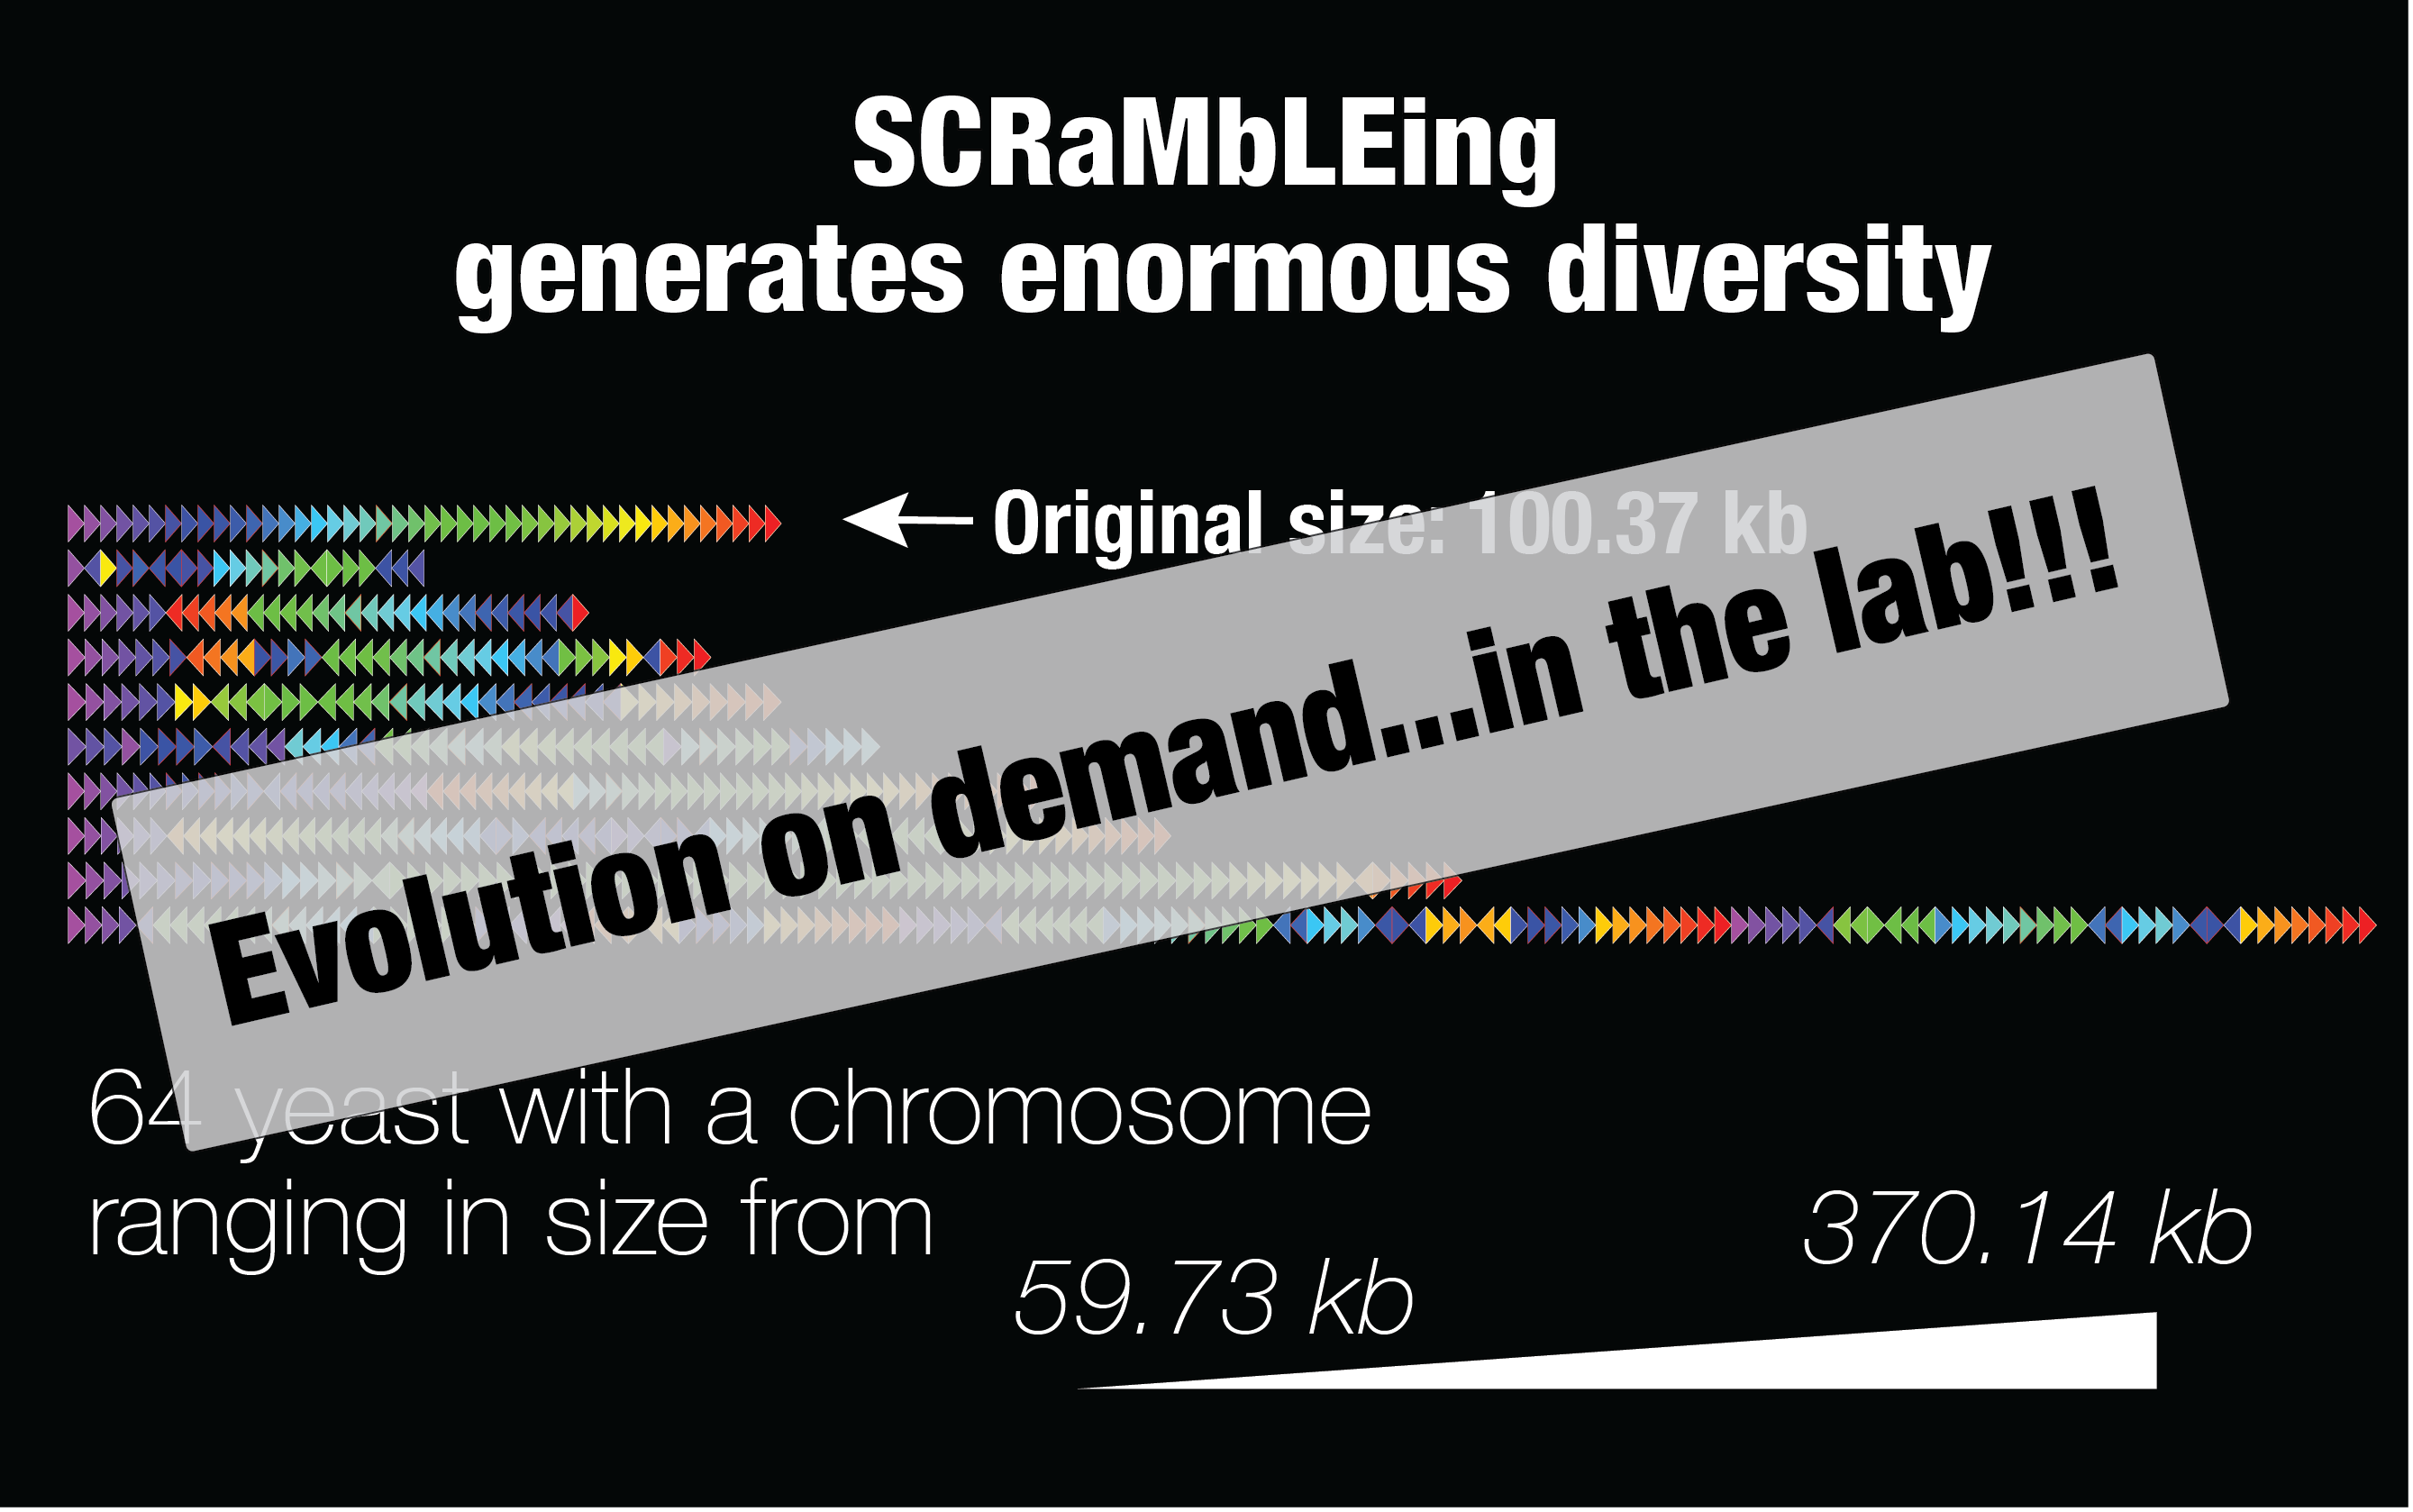 SCRaMbLEing
generates enormous diversity
Original size: 100.37 kb
Evolution on demand...in the lab!!!
64 yeast with a chromosome
ranging in size from
59.73 kb
370.14 kb